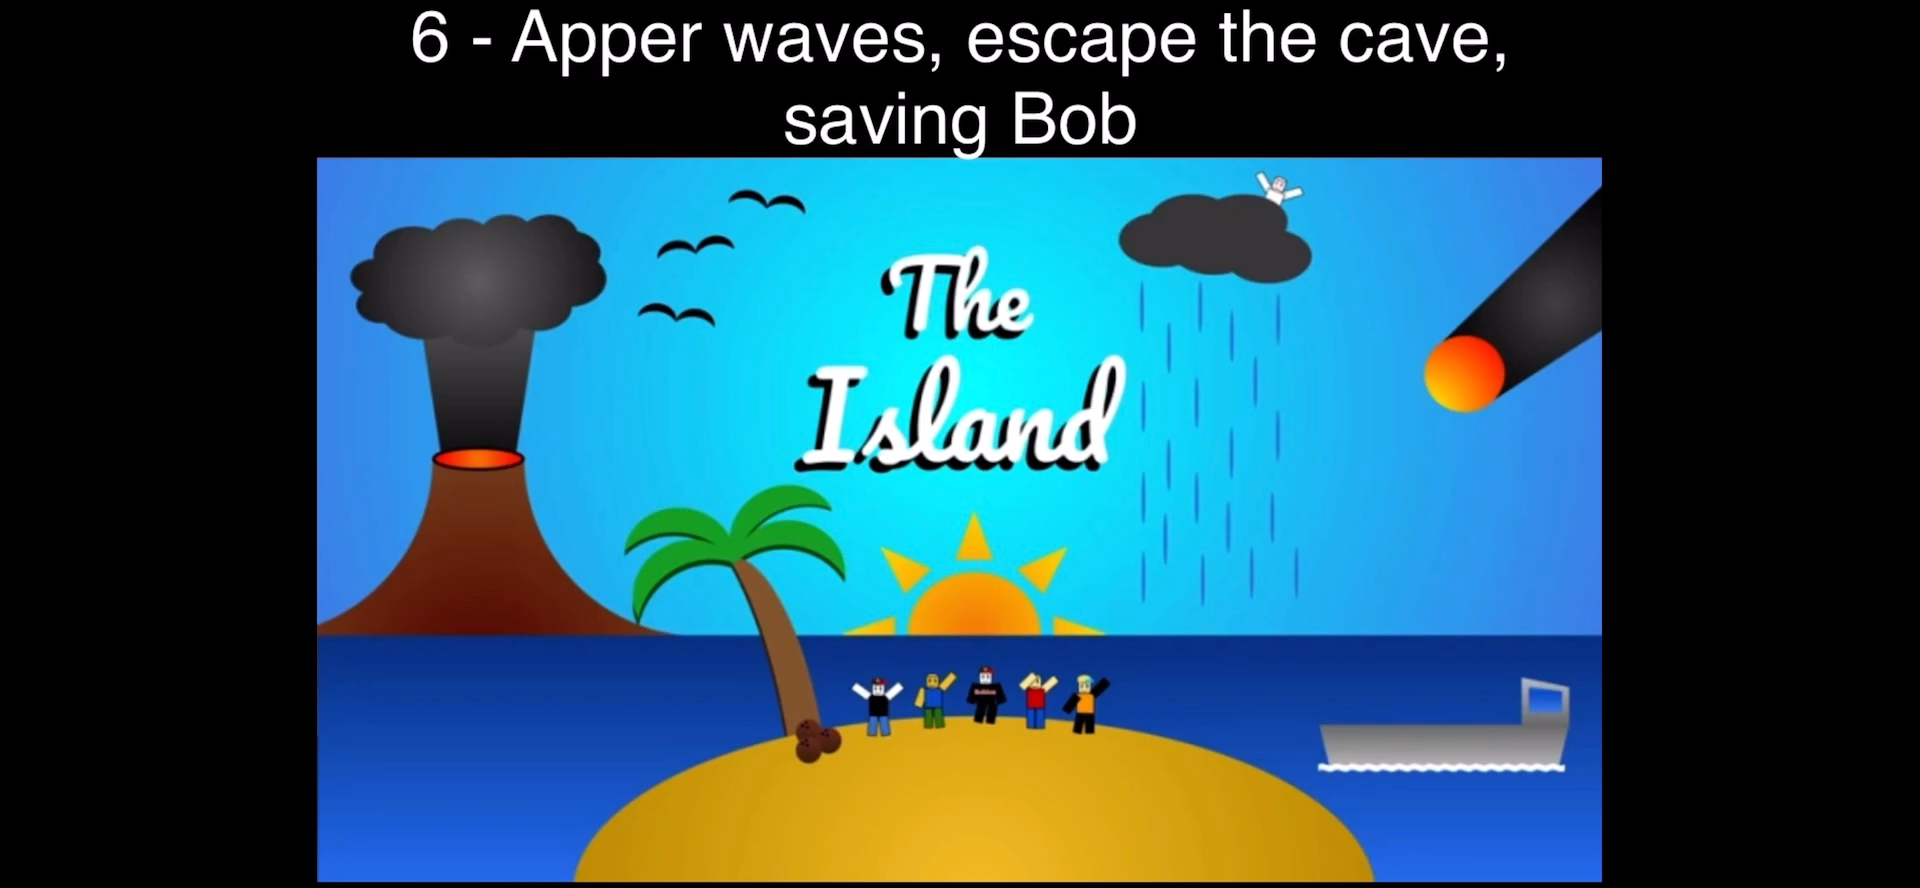 6 - Apper waves, escape the cave,
saving Bob
The
Island